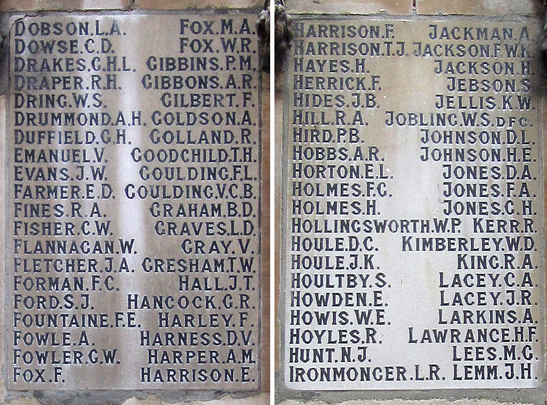 DOBSON.L.A. FOX.M.A.
DOWSE.C.D. FOX.W.R.
DRAKES.G.H.L. GIBBINS.P.M.
DRAPER.R.H. GIBBONS.A.R.
DRING.W.S. GILBERT.F.
DRUMMOND.A.H. GOLDSON.A.
DUFFIELD.G.H. GOLLAND.R.
EMANUEL.V. GOODCHILD.T.H.
EVANS.J.W. GOULDING.F.L.
FARMER.E.D. GOULDING.V.C.B.
FINES.R.A. GRAHAM.B.D.
FISHER.C.W. GRAVES.L.D.
FLANNAGAN.W. GRAY.V.
FLETCHER.J.A. GRESHAM.T.W.
FORMAN.F.C. HALL.J.T.
FORD.S.J. HANCOCK.G.R.
FOUNTAINE.F.E. HARLEY.F.
FOWLE.A. HARNESS.D.V.
FOWLER.G.W. HARPER.A.M.
FOX.F. HARRISON.E.
HARRISON.F. JACKMAN.A.
HARRISON.T.J. JACKSON.F.W.R.
HAYES.H. JACKSON.H.
HERRICK.F. JEBSON.S.
HIDES.J.B. JELLIS.K.W.
HILL.R.A. JOBLING.W.S.DFC.
HIRD.P.B. JOHNSON.D.L.
HOBBS.A.R. JOHNSON.H.E.
HORTON.E.L. JONES.D.A.
HOLMES.F.G. JONES.F.A.
HOLMES.H. JONES.G.H.
HOLLINGSWORTH.W.P. KERR.R.
HOULE.D.C. KIMBERLEY.W.D.
HOULE.J.K. KING.R.A.
HOULTBY.S. LACEY.C.A.
HOWDEN.E. LACEY.J.R.
HOWIS.W.E. LARKINS.A.
HOYLES.R. LAWRANCE.H.F.
HUNT.N.J. LEES.M.G.
IRONMONGER.L.R. LEMM.J.H.